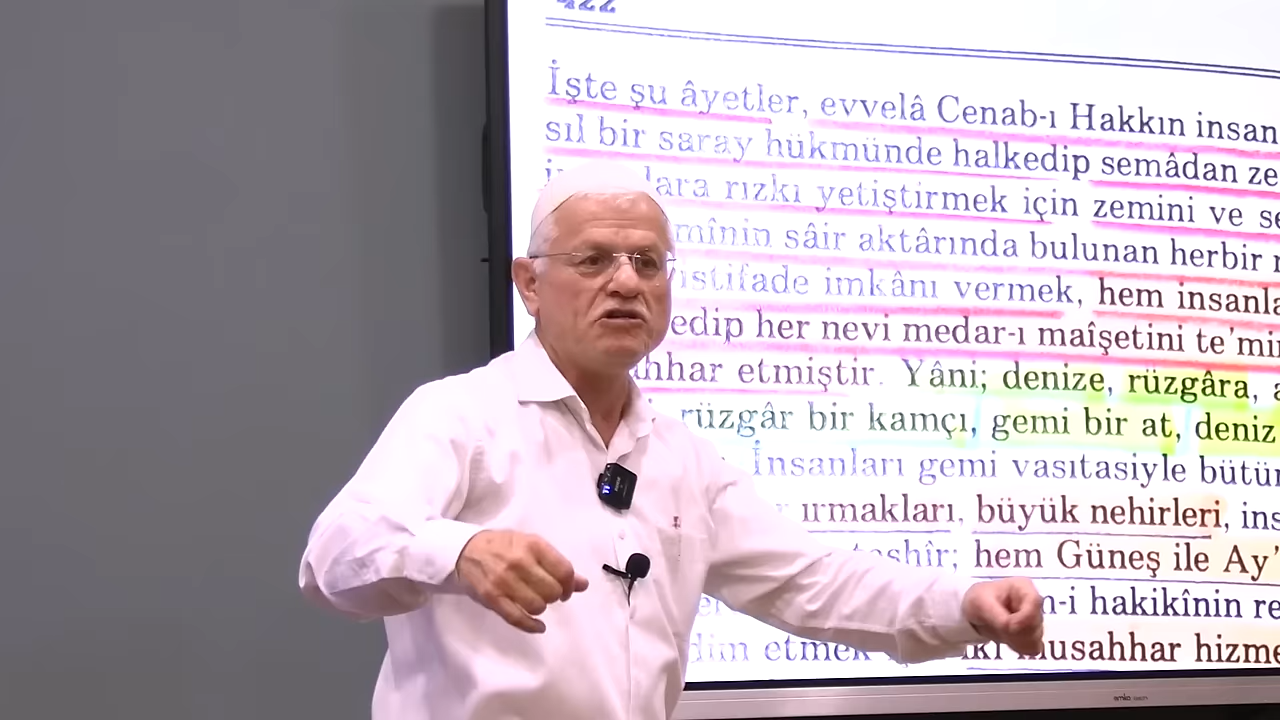 422
İşte şu âyetler, evvelâ Cenab-ı Hakkın insan
sıl bir saray hükmünde halkedip semâdan ze
lara rızkı yetiştirmek için zemini ve se
mînin sâir aktârında bulunan herbir
istifade imkânı vermek, hem insanla
edip her nevi medar-ı maîşetini te'min
hhar etmiştir. Yâni; denize, rüzgâra, a
rüzgâr bir kamçı, gemi bir at, deniz
İnsanları gemi vasıtasiyle bütün
ırmakları, büyük nehirleri, ins
teshîr; hem Güneş ile Ay'
n-i hakikînin re
dim etmek iki musahhar hizme